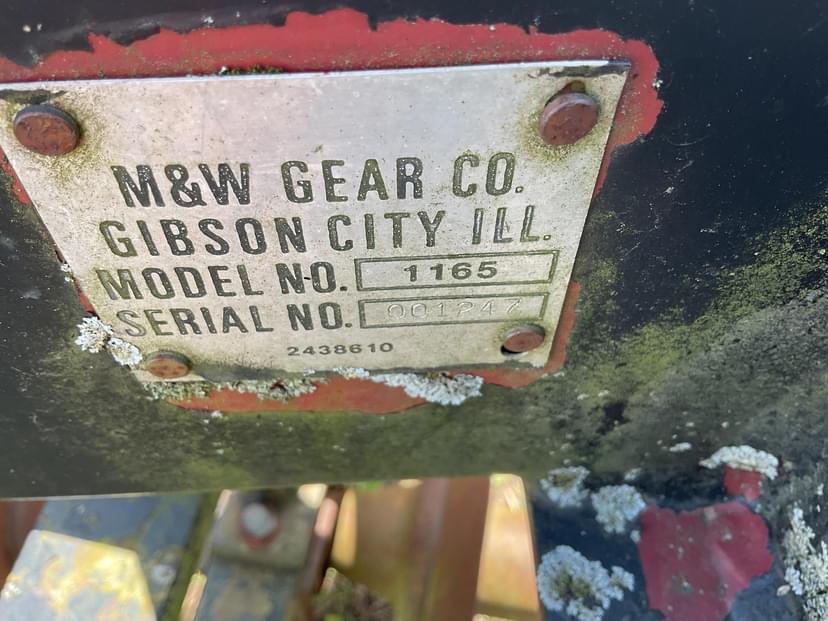 M&W GEAR CO.
GIBSON CITY ILL.
MODEL NO. 1165
SERIAL NO. 001247
2438610